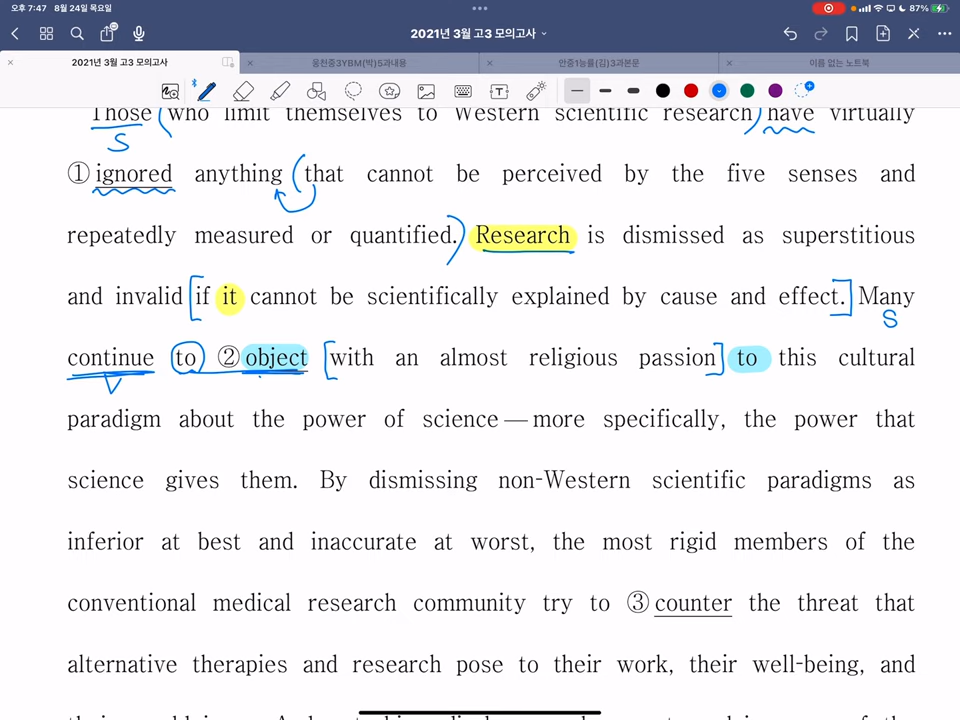 오후 7:47 8월 24일 목요일
87%
2021년 3월 고3 모의고사
2021년 3월 고3 모의고사
웅천중3YBM(박)5과내용
안중1능률(김)3과본문
이름 없는 노트북
Those (who limit themselves to Western scientific research) have virtually
S
① ignored anything (that cannot be perceived by the five senses and
repeatedly measured or quantified.) Research is dismissed as superstitious
and invalid [if it cannot be scientifically explained by cause and effect.] Many
S
continue to ② object [with an almost religious passion] to this cultural
V
paradigm about the power of science — more specifically, the power that
science gives them. By dismissing non-Western scientific paradigms as
inferior at best and inaccurate at worst, the most rigid members of the
conventional medical research community try to ③ counter the threat that
alternative therapies and research pose to their work, their well-being, and